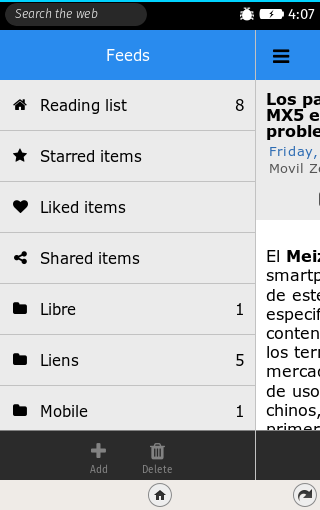 Search the web
4:07
Feeds
Reading list 8
Starred items
Liked items
Shared items
Libre 1
Liens 5
Mobile 1
Add Delete
Los pa
MX5 e
proble
Friday,
Movil Z
El Meiz
smartp
de este
especif
conten
los terr
mercad
de uso
chinos,
primer